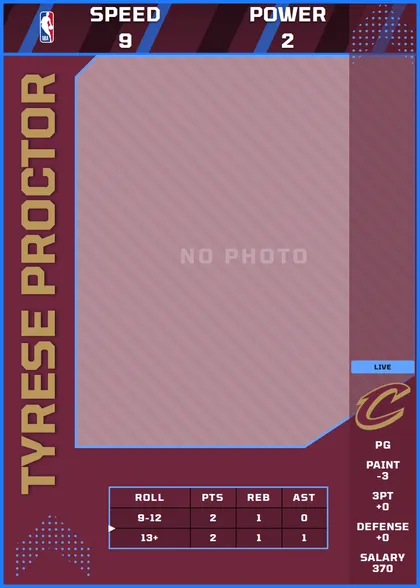 SPEED POWER
9 2
TYRESE PROCTOR
NO PHOTO
LIVE
C
PG
PAINT
-3
3PT
+0
DEFENSE
+0
SALARY
370
ROLL PTS REB AST
9-12 2 1 0
13+ 2 1 1